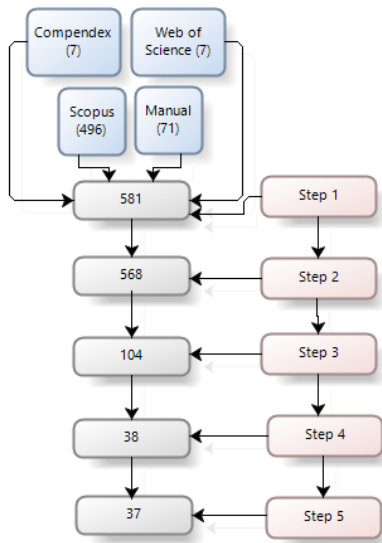 Compendex
(7)
Web of
Science (7)
Scopus
(496)
Manual
(71)
581
Step 1
568
Step 2
104
Step 3
38
Step 4
37
Step 5